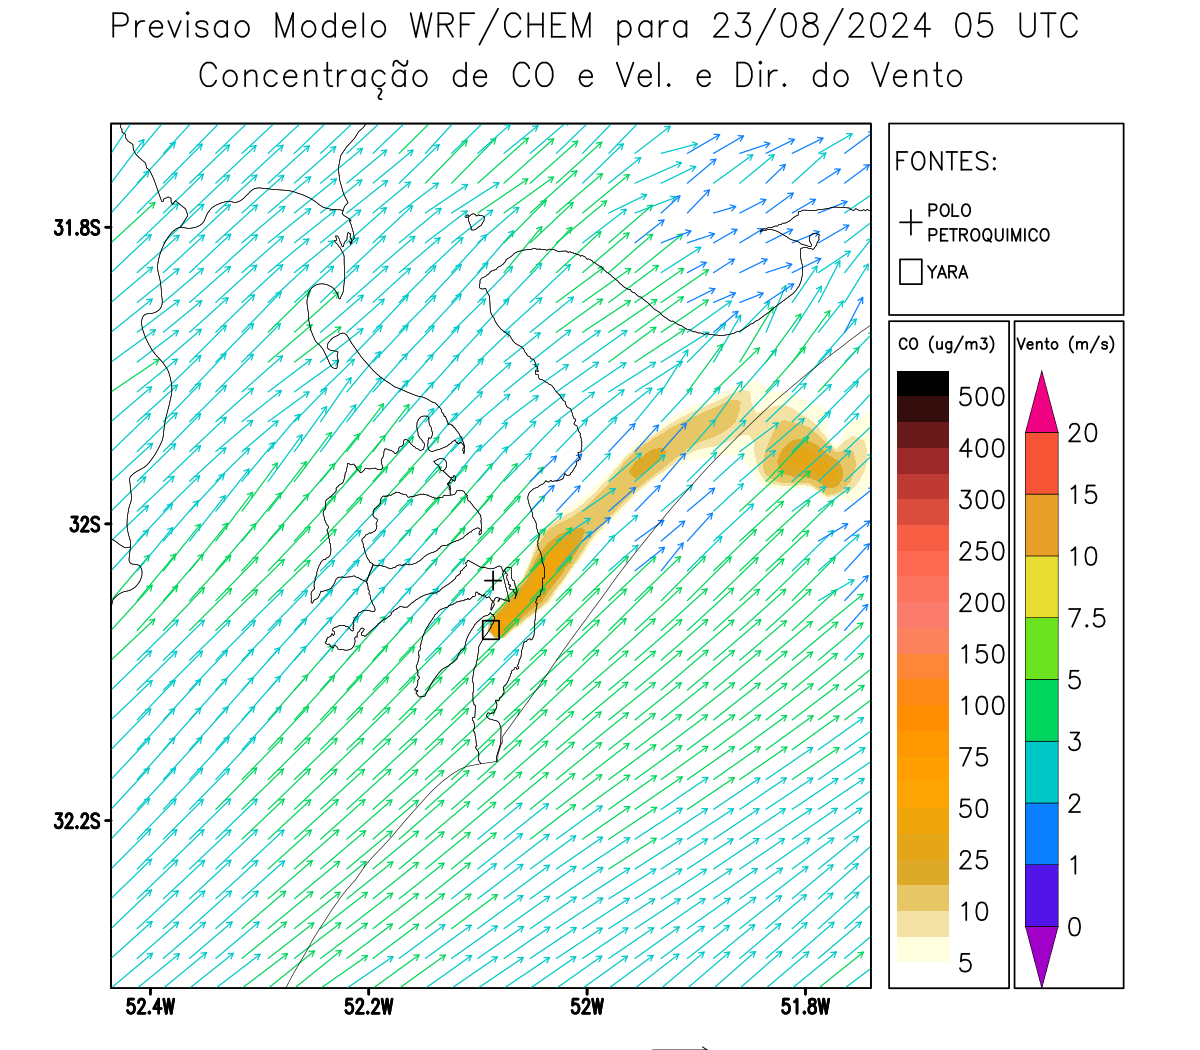 Previsao Modelo WRF/CHEM para 23/08/2024 05 UTC
Concentração de CO e Vel. e Dir. do Vento
FONTES:
POLO
PETROQUIMICO
YARA
CO (ug/m3)
500
400
300
250
200
150
100
75
50
25
10
5
Vento (m/s)
20
15
10
7.5
5
3
2
1
0
31.8S
32S
32.2S
52.4W
52.2W
52W
51.8W